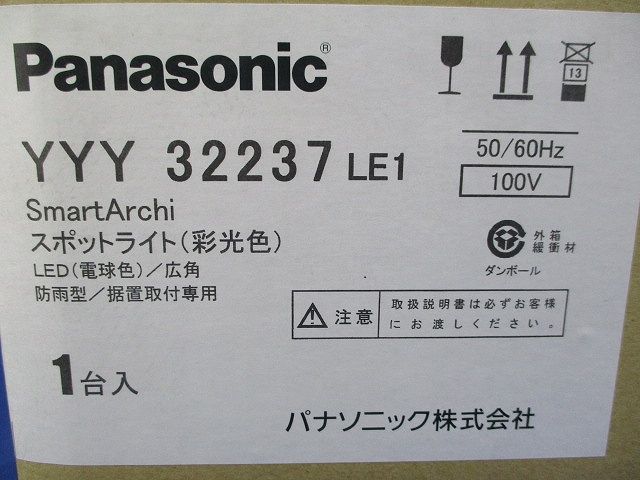 Panasonic®
13
YYY 32237 LE1
50/60Hz
100V
SmartArchi
スポットライト(彩光色)
LED(電球色)/広角
防雨型/据置取付専用
外箱
緩衝材
ダンボール
注意
取扱説明書は必ずお客様
にお渡しください。
1台入
パナソニック株式会社